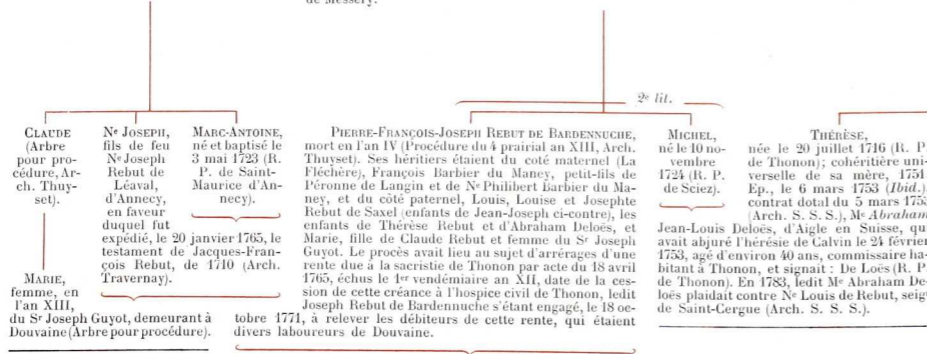 de Messery.
2e lit.
CLAUDE
(Arbre
pour pro-
cédure, Ar-
ch. Thuy-
set).
MARIE,
femme, en
l'an XIII,
du Sr Joseph Guyot, demeurant à
Douvaine (Arbre pour procédure).
Ne JOSEPH,
fils de feu
Ne Joseph
Rebut de
Léaval,
d'Annecy,
en faveur
duquel fut
expédié, le 20 janvier 1765, le
testament de Jacques-Fran-
çois Rebut, de 1710 (Arch.
Travernay).
MARC-ANTOINE,
né et baptisé le
3 mai 1723 (R.
P. de Saint-
Maurice d'An-
necy).
PIERRE-FRANÇOIS-JOSEPH REBUT DE BARDENNUCHE,
mort en l'an IV (Procédure du 4 prairial an XIII, Arch.
Thuyset). Ses héritiers étaient du coté maternel (La
Fléchère), François Barbier du Maney, petit-fils de
Péronne de Langin et de Ne Philibert Barbier du Ma-
ney, et du côté paternel, Louis, Louise et Josephte
Rebut de Saxel (enfants de Jean-Joseph ci-contre), les
enfants de Thérèse Rebut et d'Abraham Deloës, et
Marie, fille de Claude Rebut et femme du Sr Joseph
Guyot. Le procès avait lieu au sujet d'arrérages d'une
rente due à la sacristie de Thonon par acte du 18 avril
1765, échus le 1er vendémiaire an XII, date de la ces-
sion de cette créance à l'hospice civil de Thonon, ledit
Joseph Rebut de Bardennuche s'étant engagé, le 18 oc-
tobre 1771, à relever les débiteurs de cette rente, qui étaient
divers laboureurs de Douvaine.
MICHEL,
né le 10 no-
vembre
1724 (R. P.
de Sciez).
THÉRÈSE,
née le 20 juillet 1716 (R. P.
de Thonon); cohéritière uni-
verselle de sa mère, 1751.
Ep., le 6 mars 1753 (Ibid.),
contrat dotal du 5 mars 1753
(Arch. S. S. S.), Me Abraham
Jean-Louis Deloës, d'Aigle en Suisse, qui
avait abjuré l'hérésie de Calvin le 24 février
1753, agé d'environ 40 ans, commissaire ha-
bitant à Thonon, et signait : De Loës (R. P.
de Thonon). En 1783, ledit Me Abraham De-
loës plaidait contre Ne Louis de Rebut, seigr
de Saint-Cergue (Arch. S. S. S.).